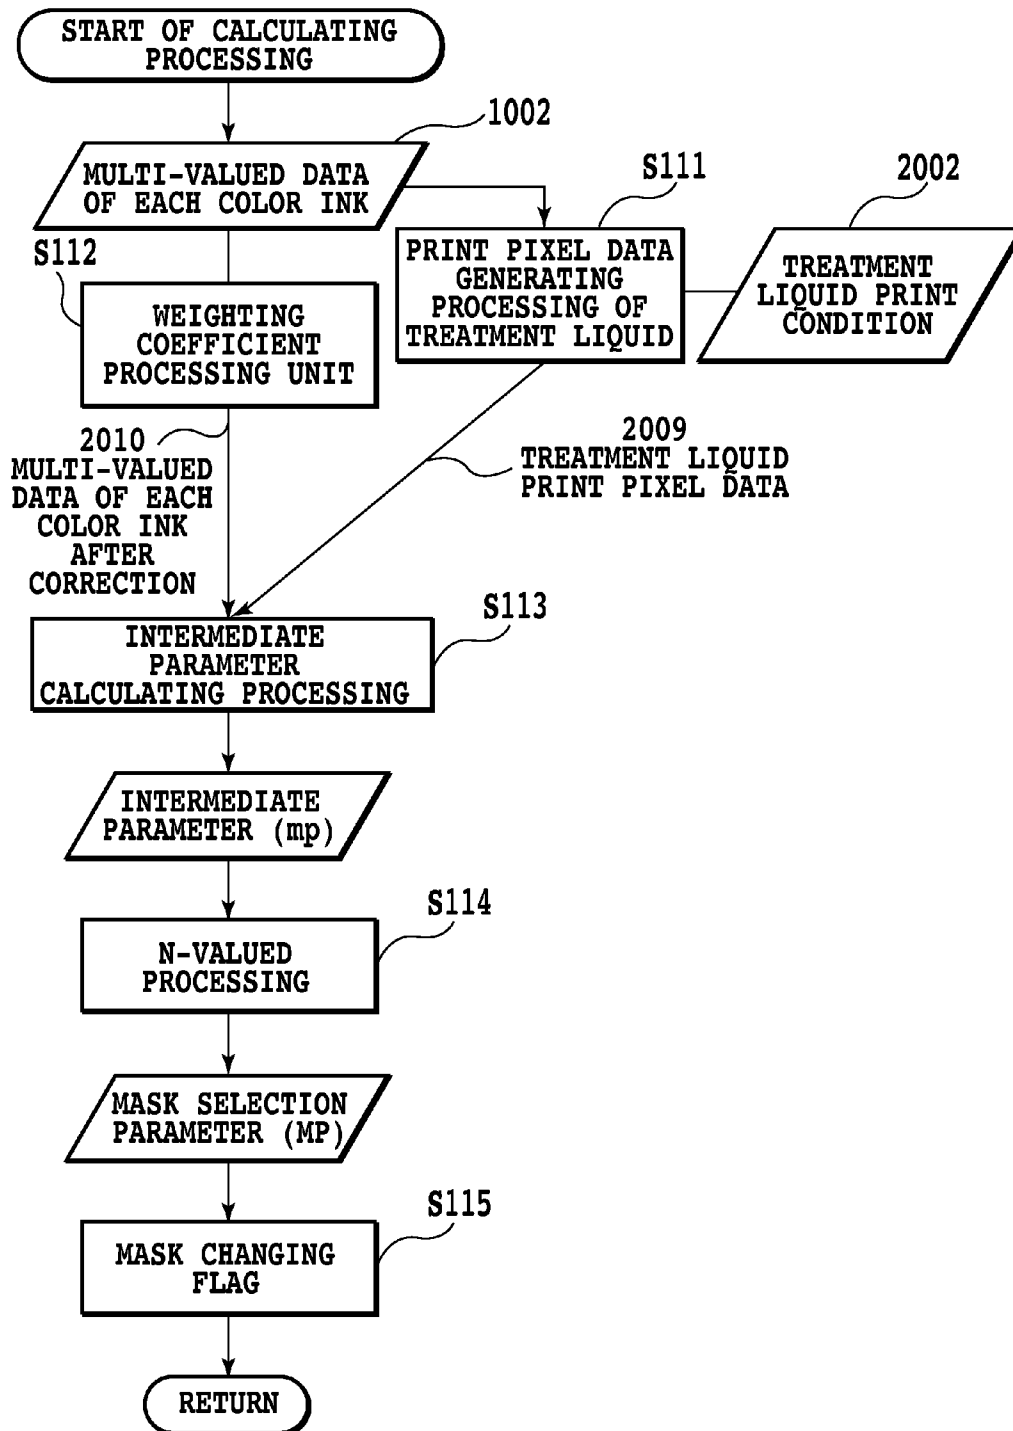 START OF CALCULATING
PROCESSING
1002
MULTI-VALUED DATA
OF EACH COLOR INK
S111
2002
PRINT PIXEL DATA
GENERATING
PROCESSING OF
TREATMENT LIQUID
TREATMENT
LIQUID PRINT
CONDITION
S112
WEIGHTING
COEFFICIENT
PROCESSING UNIT
2010
MULTI-VALUED
DATA OF EACH
COLOR INK
AFTER
CORRECTION
2009
TREATMENT LIQUID
PRINT PIXEL DATA
S113
INTERMEDIATE
PARAMETER
CALCULATING PROCESSING
INTERMEDIATE
PARAMETER (mp)
S114
N-VALUED
PROCESSING
MASK SELECTION
PARAMETER (MP)
S115
MASK CHANGING
FLAG
RETURN